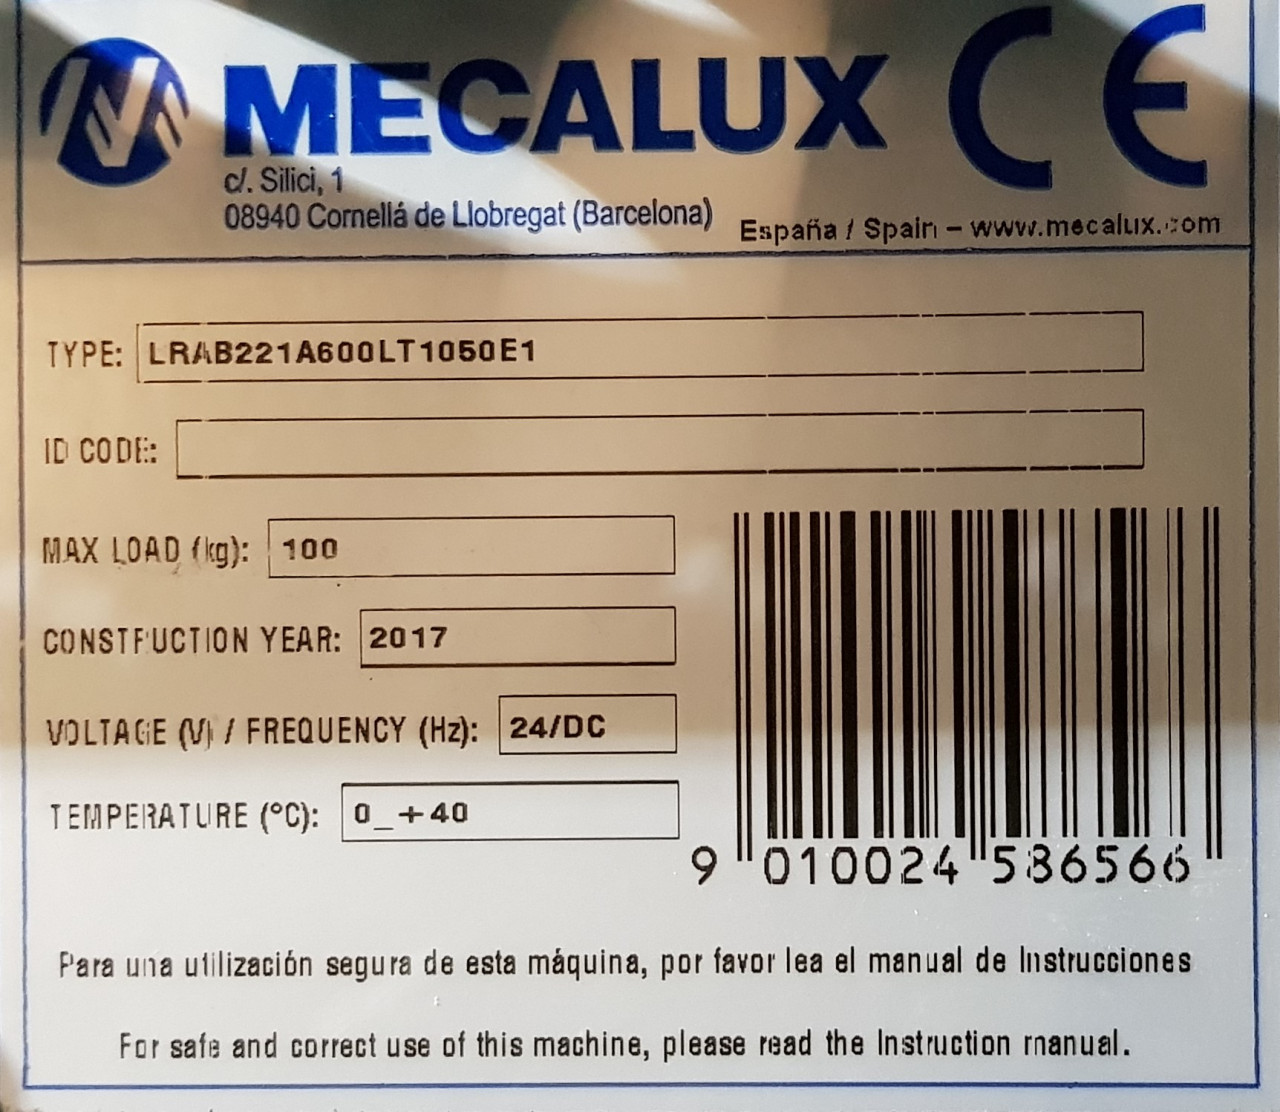 MECALUX CE
c/. Silici, 1
08940 Cornellá de Llobregat (Barcelona)
España / Spain – www.mecalux.com
TYPE: LRAB221A600LT1050E1
ID CODE:
MAX LOAD (kg): 100
CONSTRUCTION YEAR: 2017
VOLTAGE (V) / FREQUENCY (Hz): 24/DC
TEMPERATURE (°C): 0_+40
9 010024 586566
Para una utilización segura de esta máquina, por favor lea el manual de Instrucciones
For safe and correct use of this machine, please read the Instruction manual.